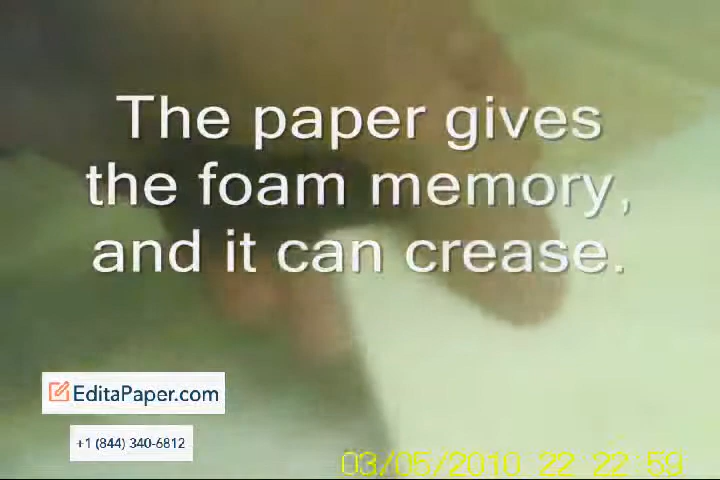 The paper gives
the foam memory,
and it can crease.
EditaPaper.com
+1 (844) 340-6812
03/05/2010 22 22:59